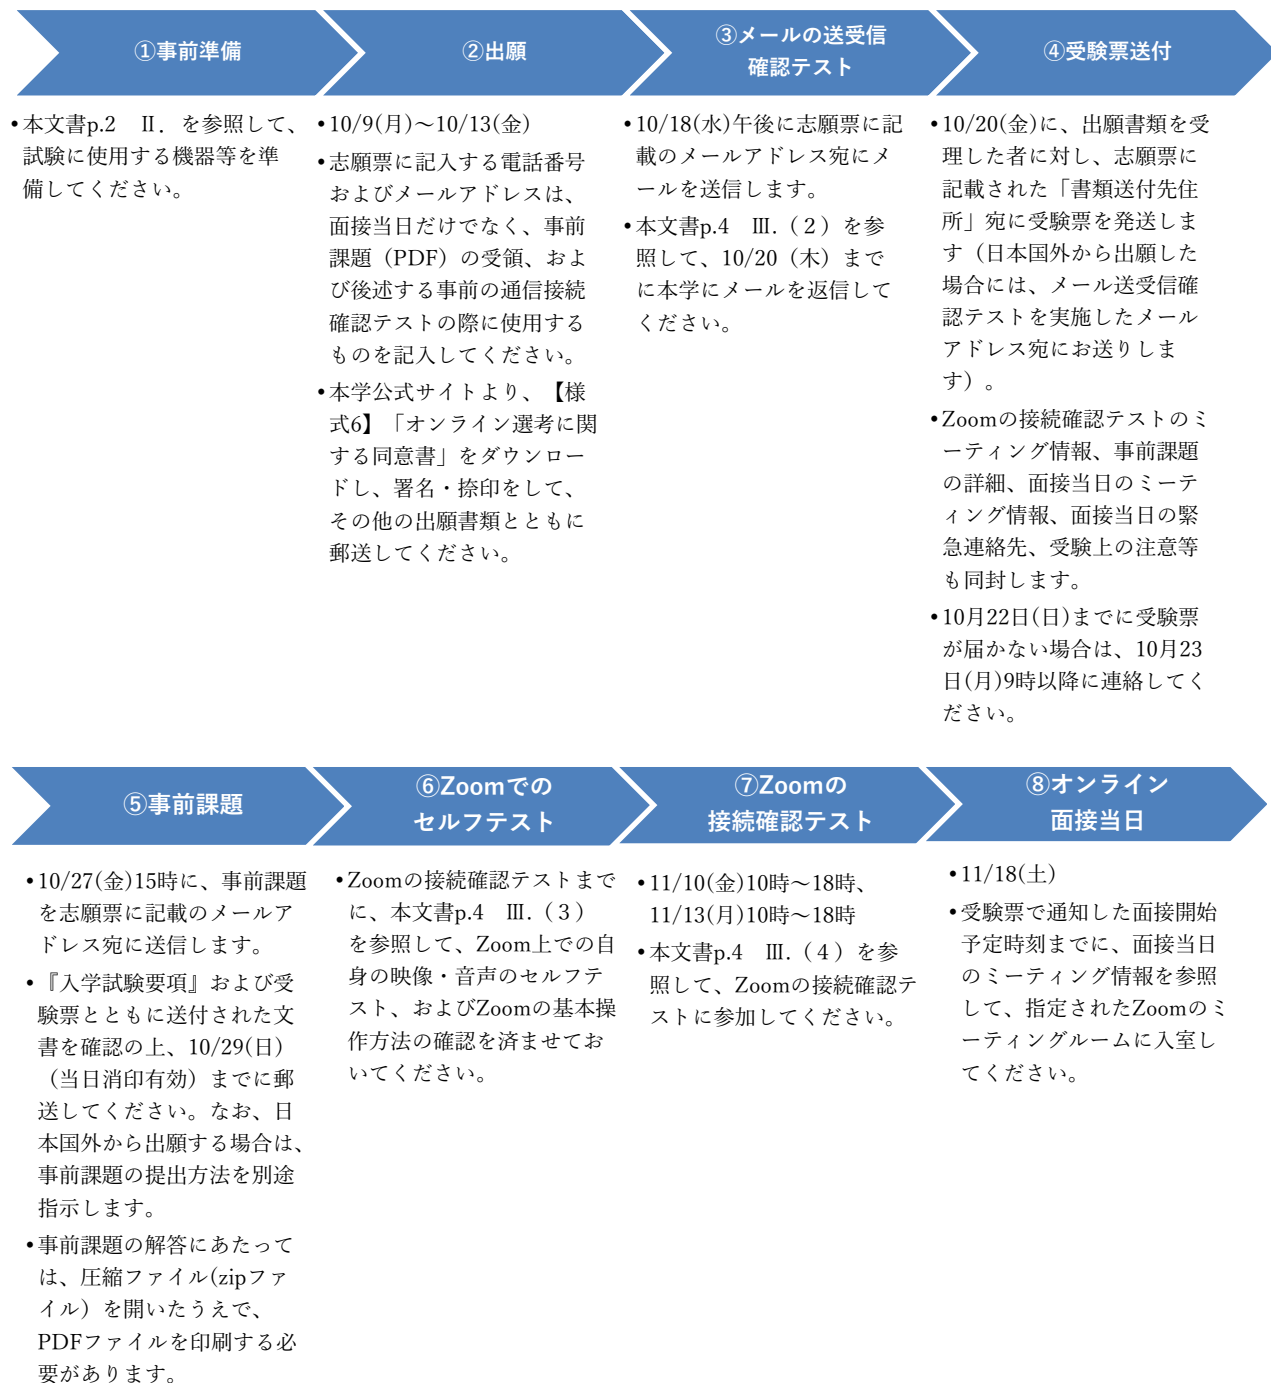 ①事前準備
②出願
③メールの送受信
確認テスト
④受験票送付
•本文書p.2　Ⅱ．を参照して、
試験に使用する機器等を準
備してください。
•10/9(月)～10/13(金)
•志願票に記入する電話番号
およびメールアドレスは、
面接当日だけでなく、事前
課題（PDF）の受領、およ
び後述する事前の通信接続
確認テストの際に使用する
ものを記入してください。
•本学公式サイトより、【様
式6】「オンライン選考に関
する同意書」をダウンロー
ドし、署名・捺印をして、
その他の出願書類とともに
郵送してください。
•10/18(水)午後に志願票に記
載のメールアドレス宛にメ
ールを送信します。
•本文書p.4　Ⅲ.（2）を参
照して、10/20（木）まで
に本学にメールを返信して
ください。
•10/20(金)に、出願書類を受
理した者に対し、志願票に
記載された「書類送付先住
所」宛に受験票を発送しま
す（日本国外から出願した
場合には、メール送受信確
認テストを実施したメール
アドレス宛にお送りしま
す）。
•Zoomの接続確認テストのミ
ーティング情報、事前課題
の詳細、面接当日のミーテ
ィング情報、面接当日の緊
急連絡先、受験上の注意等
も同封します。
•10月22日(日)までに受験票
が届かない場合は、10月23
日(月)9時以降に連絡してく
ださい。
⑤事前課題
⑥Zoomでの
セルフテスト
⑦Zoomの
接続確認テスト
⑧オンライン
面接当日
•10/27(金)15時に、事前課題
を志願票に記載のメールア
ドレス宛に送信します。
•『入学試験要項』および受
験票とともに送付された文
書を確認の上、10/29(日)
（当日消印有効）までに郵
送してください。なお、日
本国外から出願する場合は、
事前課題の提出方法を別途
指示します。
•事前課題の解答にあたって
は、圧縮ファイル(zipファ
イル）を開いたうえで、
PDFファイルを印刷する必
要があります。
•Zoomの接続確認テストまで
に、本文書p.4　Ⅲ.（3）
を参照して、Zoom上での自
身の映像・音声のセルフテ
スト、およびZoomの基本操
作方法の確認を済ませてお
いてください。
•11/10(金)10時～18時、
11/13(月)10時～18時
•本文書p.4　Ⅲ.（4）を参
照して、Zoomの接続確認テ
ストに参加してください。
•11/18(土)
•受験票で通知した面接開始
予定時刻までに、面接当日
のミーティング情報を参照
して、指定されたZoomのミ
ーティングルームに入室し
てください。